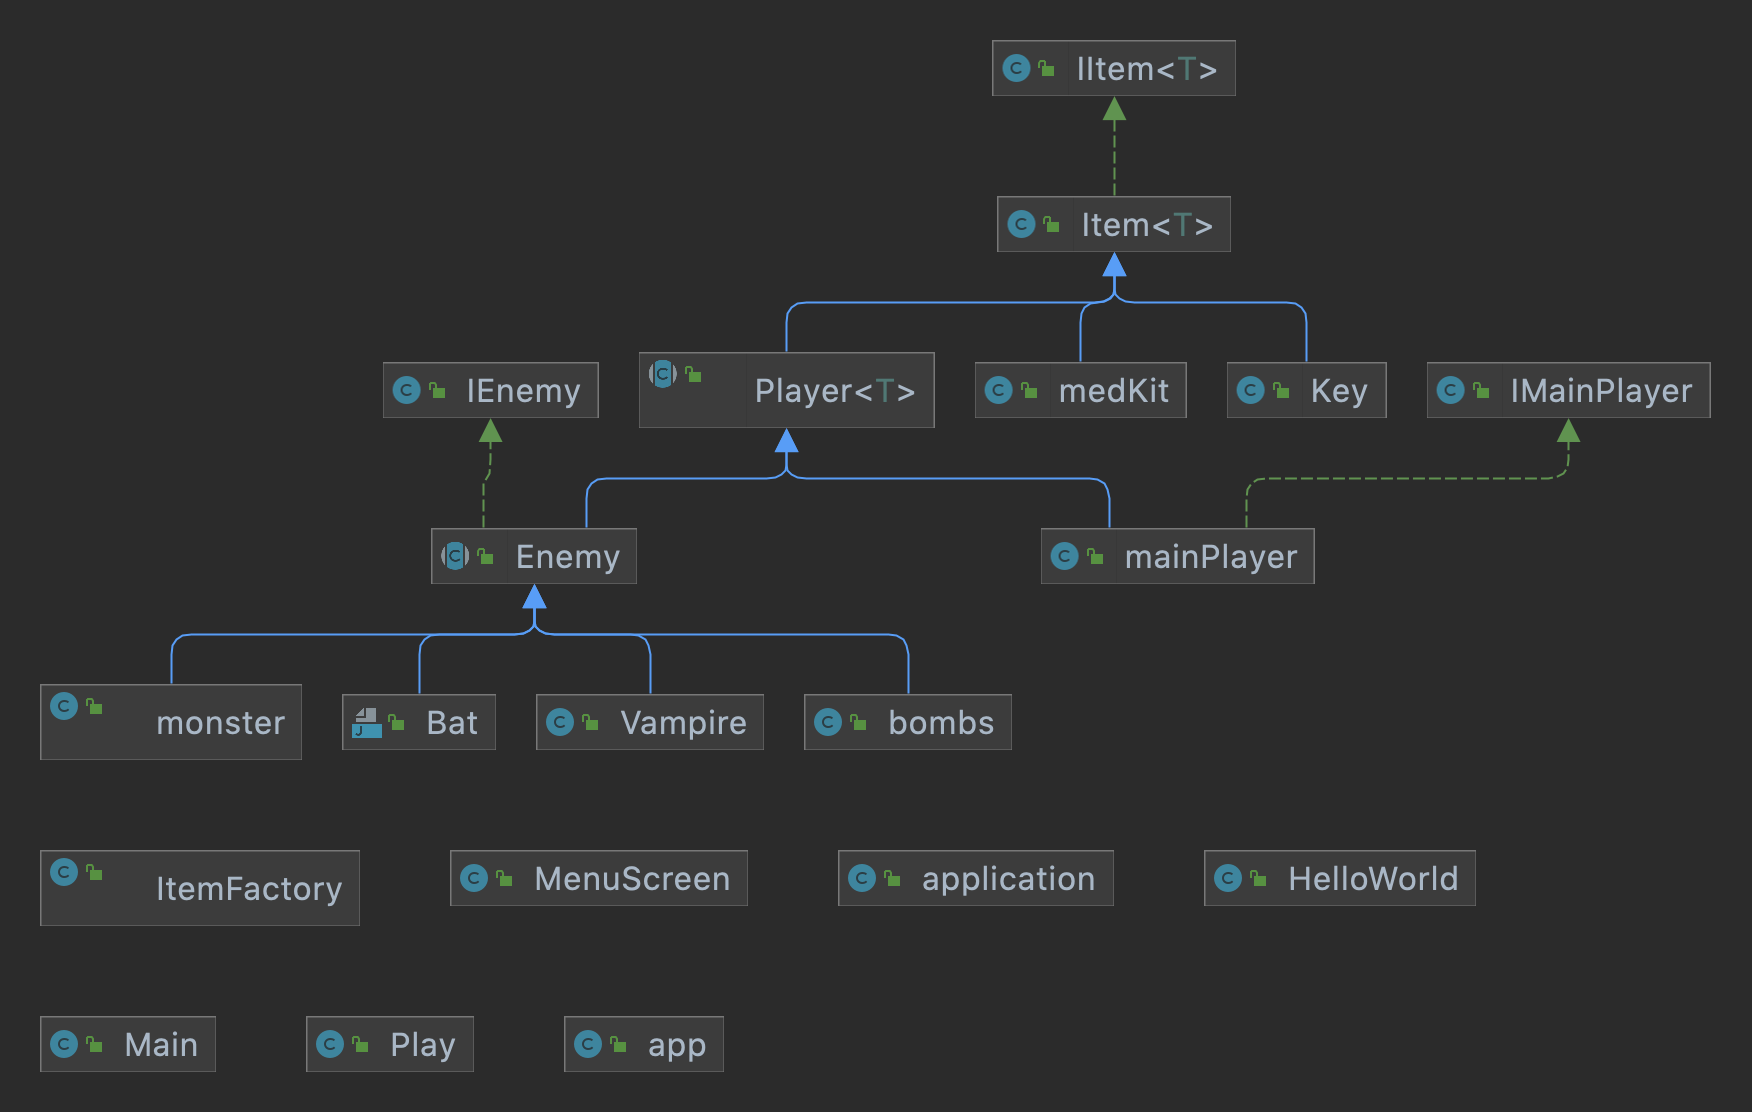 IItem<T>
Item<T>
IEnemy
Player<T>
medKit
Key
IMainPlayer
Enemy
mainPlayer
monster
Bat
Vampire
bombs
ItemFactory
MenuScreen
application
HelloWorld
Main
Play
app